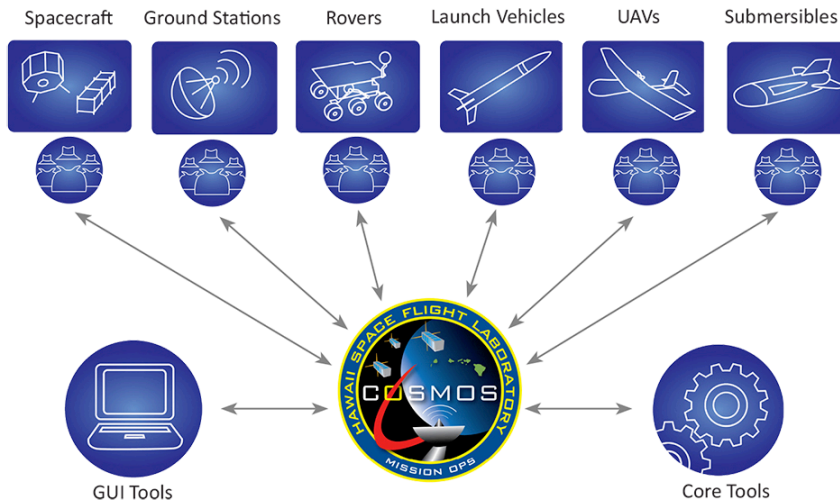 Spacecraft
Ground Stations
Rovers
Launch Vehicles
UAVs
Submersibles
HAWAII SPACE FLIGHT LABORATORY
COSMOS
MISSION OPS
GUI Tools
Core Tools